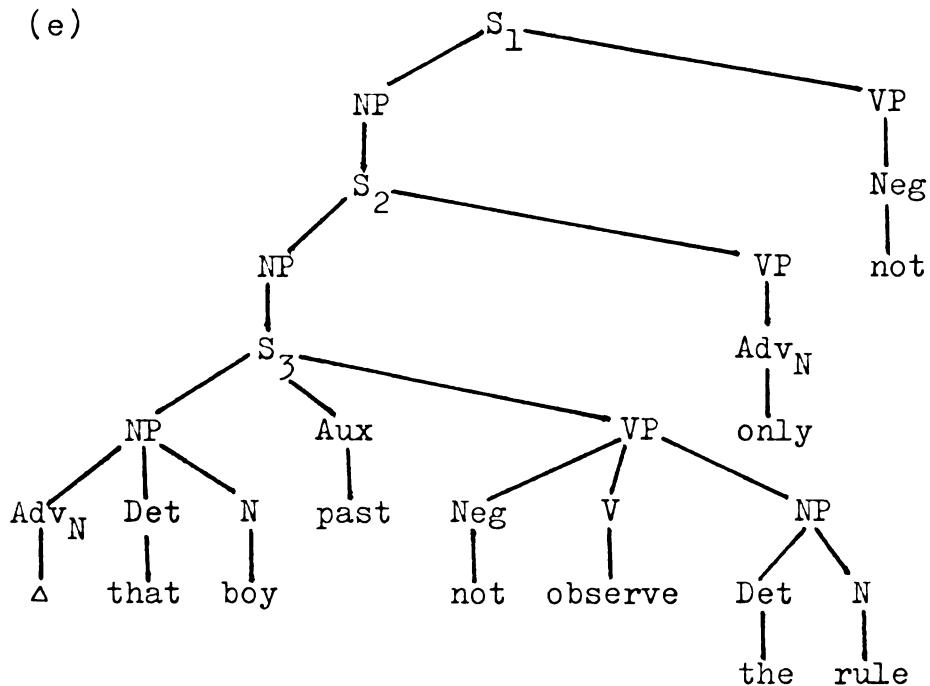 (e)
S1
NP VP
S2 Neg
NP VP not
S3 AdvN
NP Aux VP only
AdvN Det N past Neg V NP
Δ that boy not observe Det N
the rule